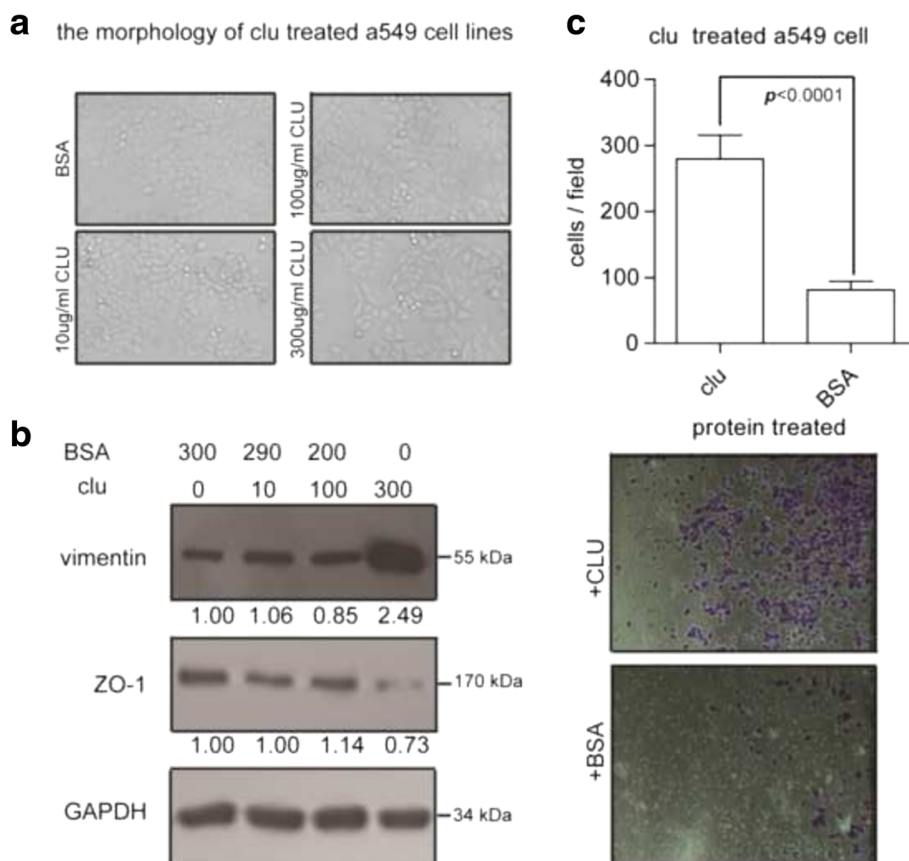 a
the morphology of clu treated a549 cell lines
BSA
100ug/ml CLU
10ug/ml CLU
300ug/ml CLU
b
BSA 300 290 200 0
clu 0 10 100 300
vimentin
55 kDa
1.00 1.06 0.85 2.49
ZO-1
170 kDa
1.00 1.00 1.14 0.73
GAPDH
34 kDa
c
clu treated a549 cell
cells / field
400
300
200
100
0
p<0.0001
clu
BSA
protein treated
+CLU
+BSA